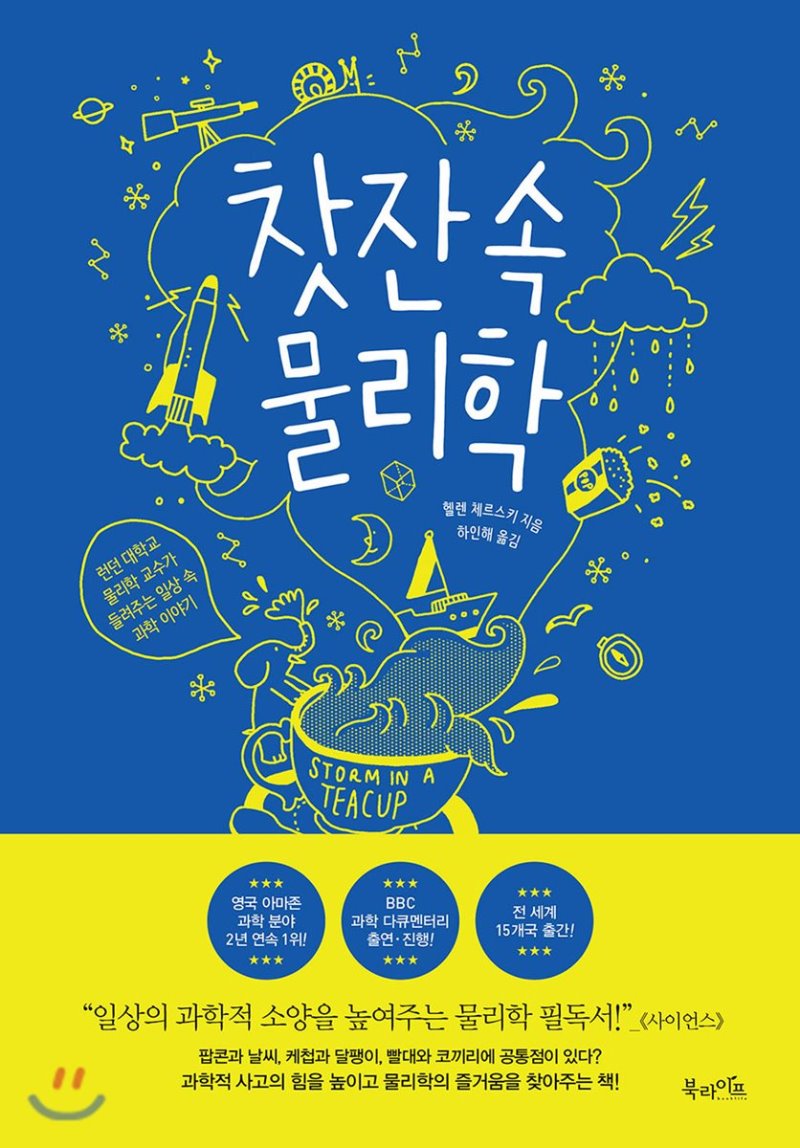 찻잔 속
물리학
헬렌 체르스키 지음
하인해 옮김
런던 대학교
물리학 교수가
들려주는 일상 속
과학 이야기
STORM IN A
TEACUP
★★★
영국 아마존
과학 분야
2년 연속 1위!
★★★
★★★
BBC
과학 다큐멘터리
출연·진행!
★★★
★★★
전 세계
15개국 출간!
★★★
“일상의 과학적 소양을 높여주는 물리학 필독서!”_《사이언스》
팝콘과 날씨, 케첩과 달팽이, 빨대와 코끼리에 공통점이 있다?
과학적 사고의 힘을 높이고 물리학의 즐거움을 찾아주는 책!
북라이프
booklife